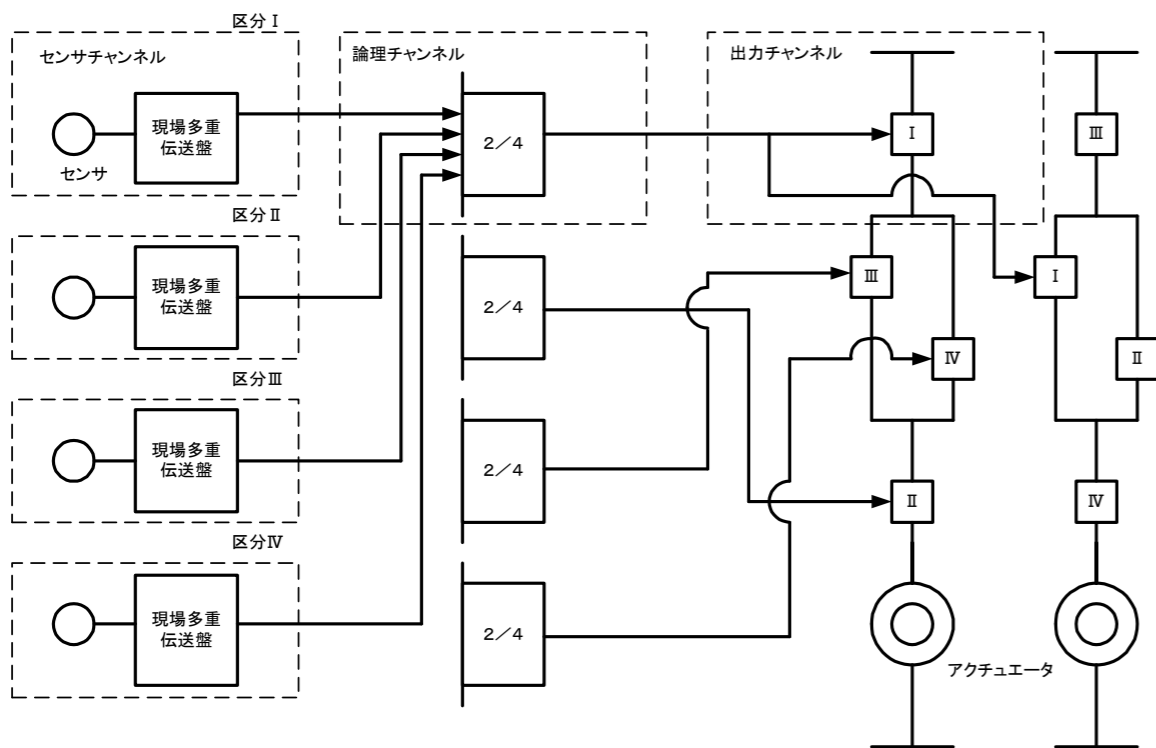 区分Ⅰ
センサチャンネル
論理チャンネル
出力チャンネル
現場多重
伝送盤
センサ
2/4
Ⅰ
Ⅲ
区分Ⅱ
現場多重
伝送盤
2/4
Ⅲ
Ⅰ
Ⅳ
Ⅱ
区分Ⅲ
現場多重
伝送盤
2/4
Ⅱ
Ⅳ
区分Ⅳ
現場多重
伝送盤
2/4
アクチュエータ